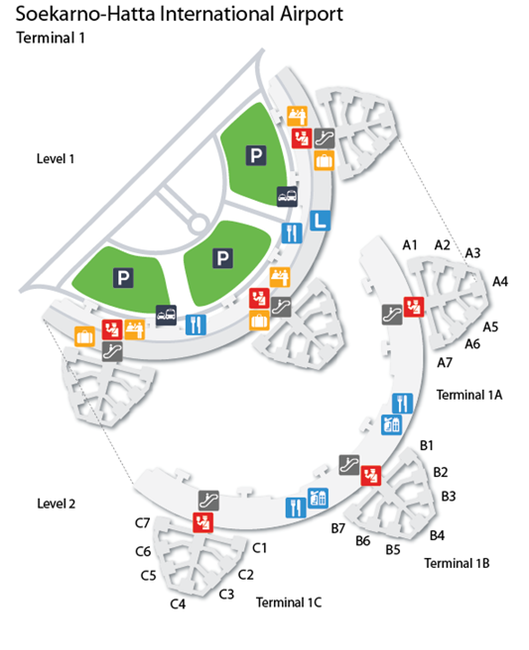 Soekarno-Hatta International Airport
Terminal 1
Level 1
P
P
P
L
A1
A2
A3
A4
A5
A6
A7
Terminal 1A
B1
B2
B3
B4
B5
B6
B7
Terminal 1B
Level 2
C7
C6
C5
C4
C3
C2
C1
Terminal 1C